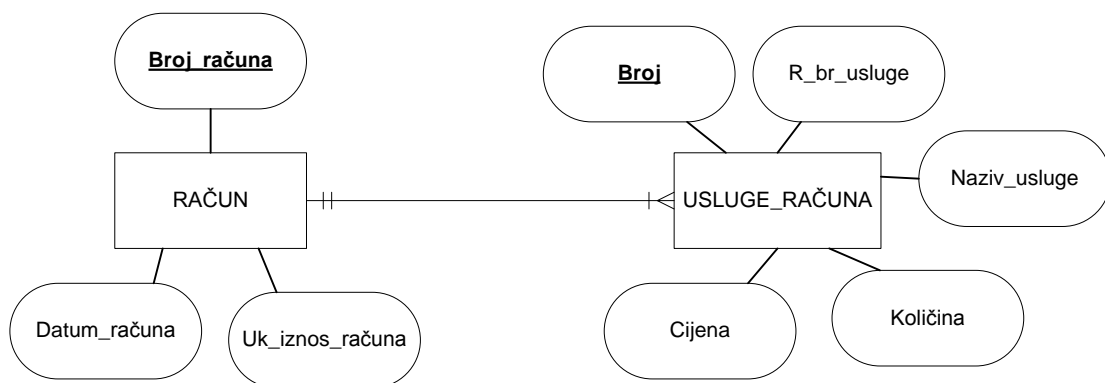 Broj_računa
RAČUN
Datum_računa
Uk_iznos_računa
Broj
R_br_usluge
Naziv_usluge
USLUGE_RAČUNA
Cijena
Količina